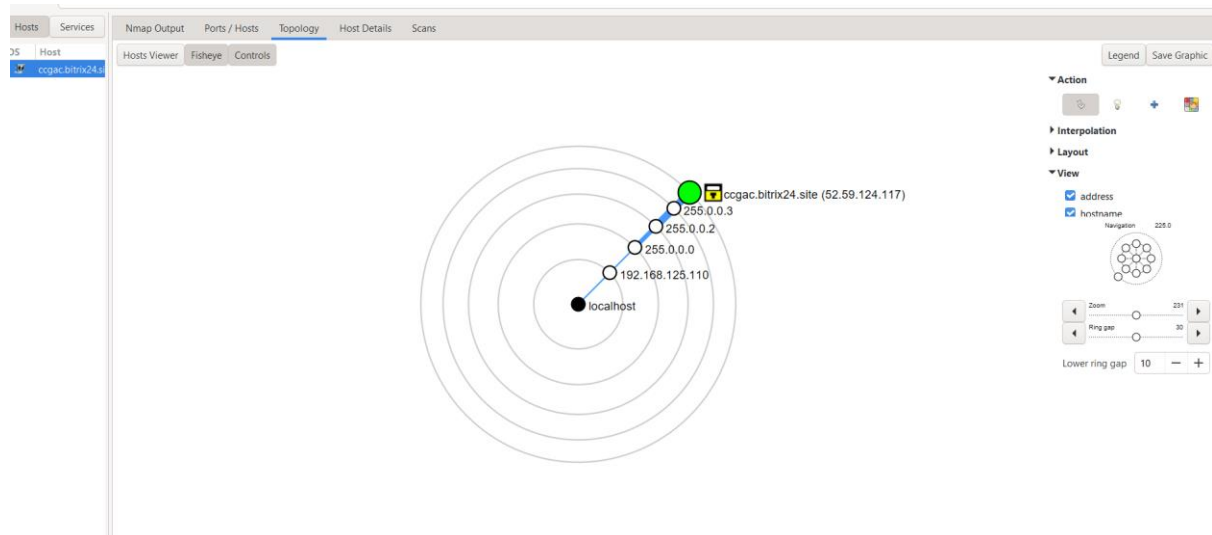 Hosts Services
Nmap Output Ports / Hosts Topology Host Details Scans
OS Host
ccgac.bitrix24.si
Hosts Viewer Fisheye Controls
Legend Save Graphic
Action
Interpolation
Layout
View
address
hostname
Navigation 225.0
Zoom 231
Ring gap 30
Lower ring gap 10 − +
ccgac.bitrix24.site (52.59.124.117)
255.0.0.3
255.0.0.2
255.0.0.0
192.168.125.110
localhost